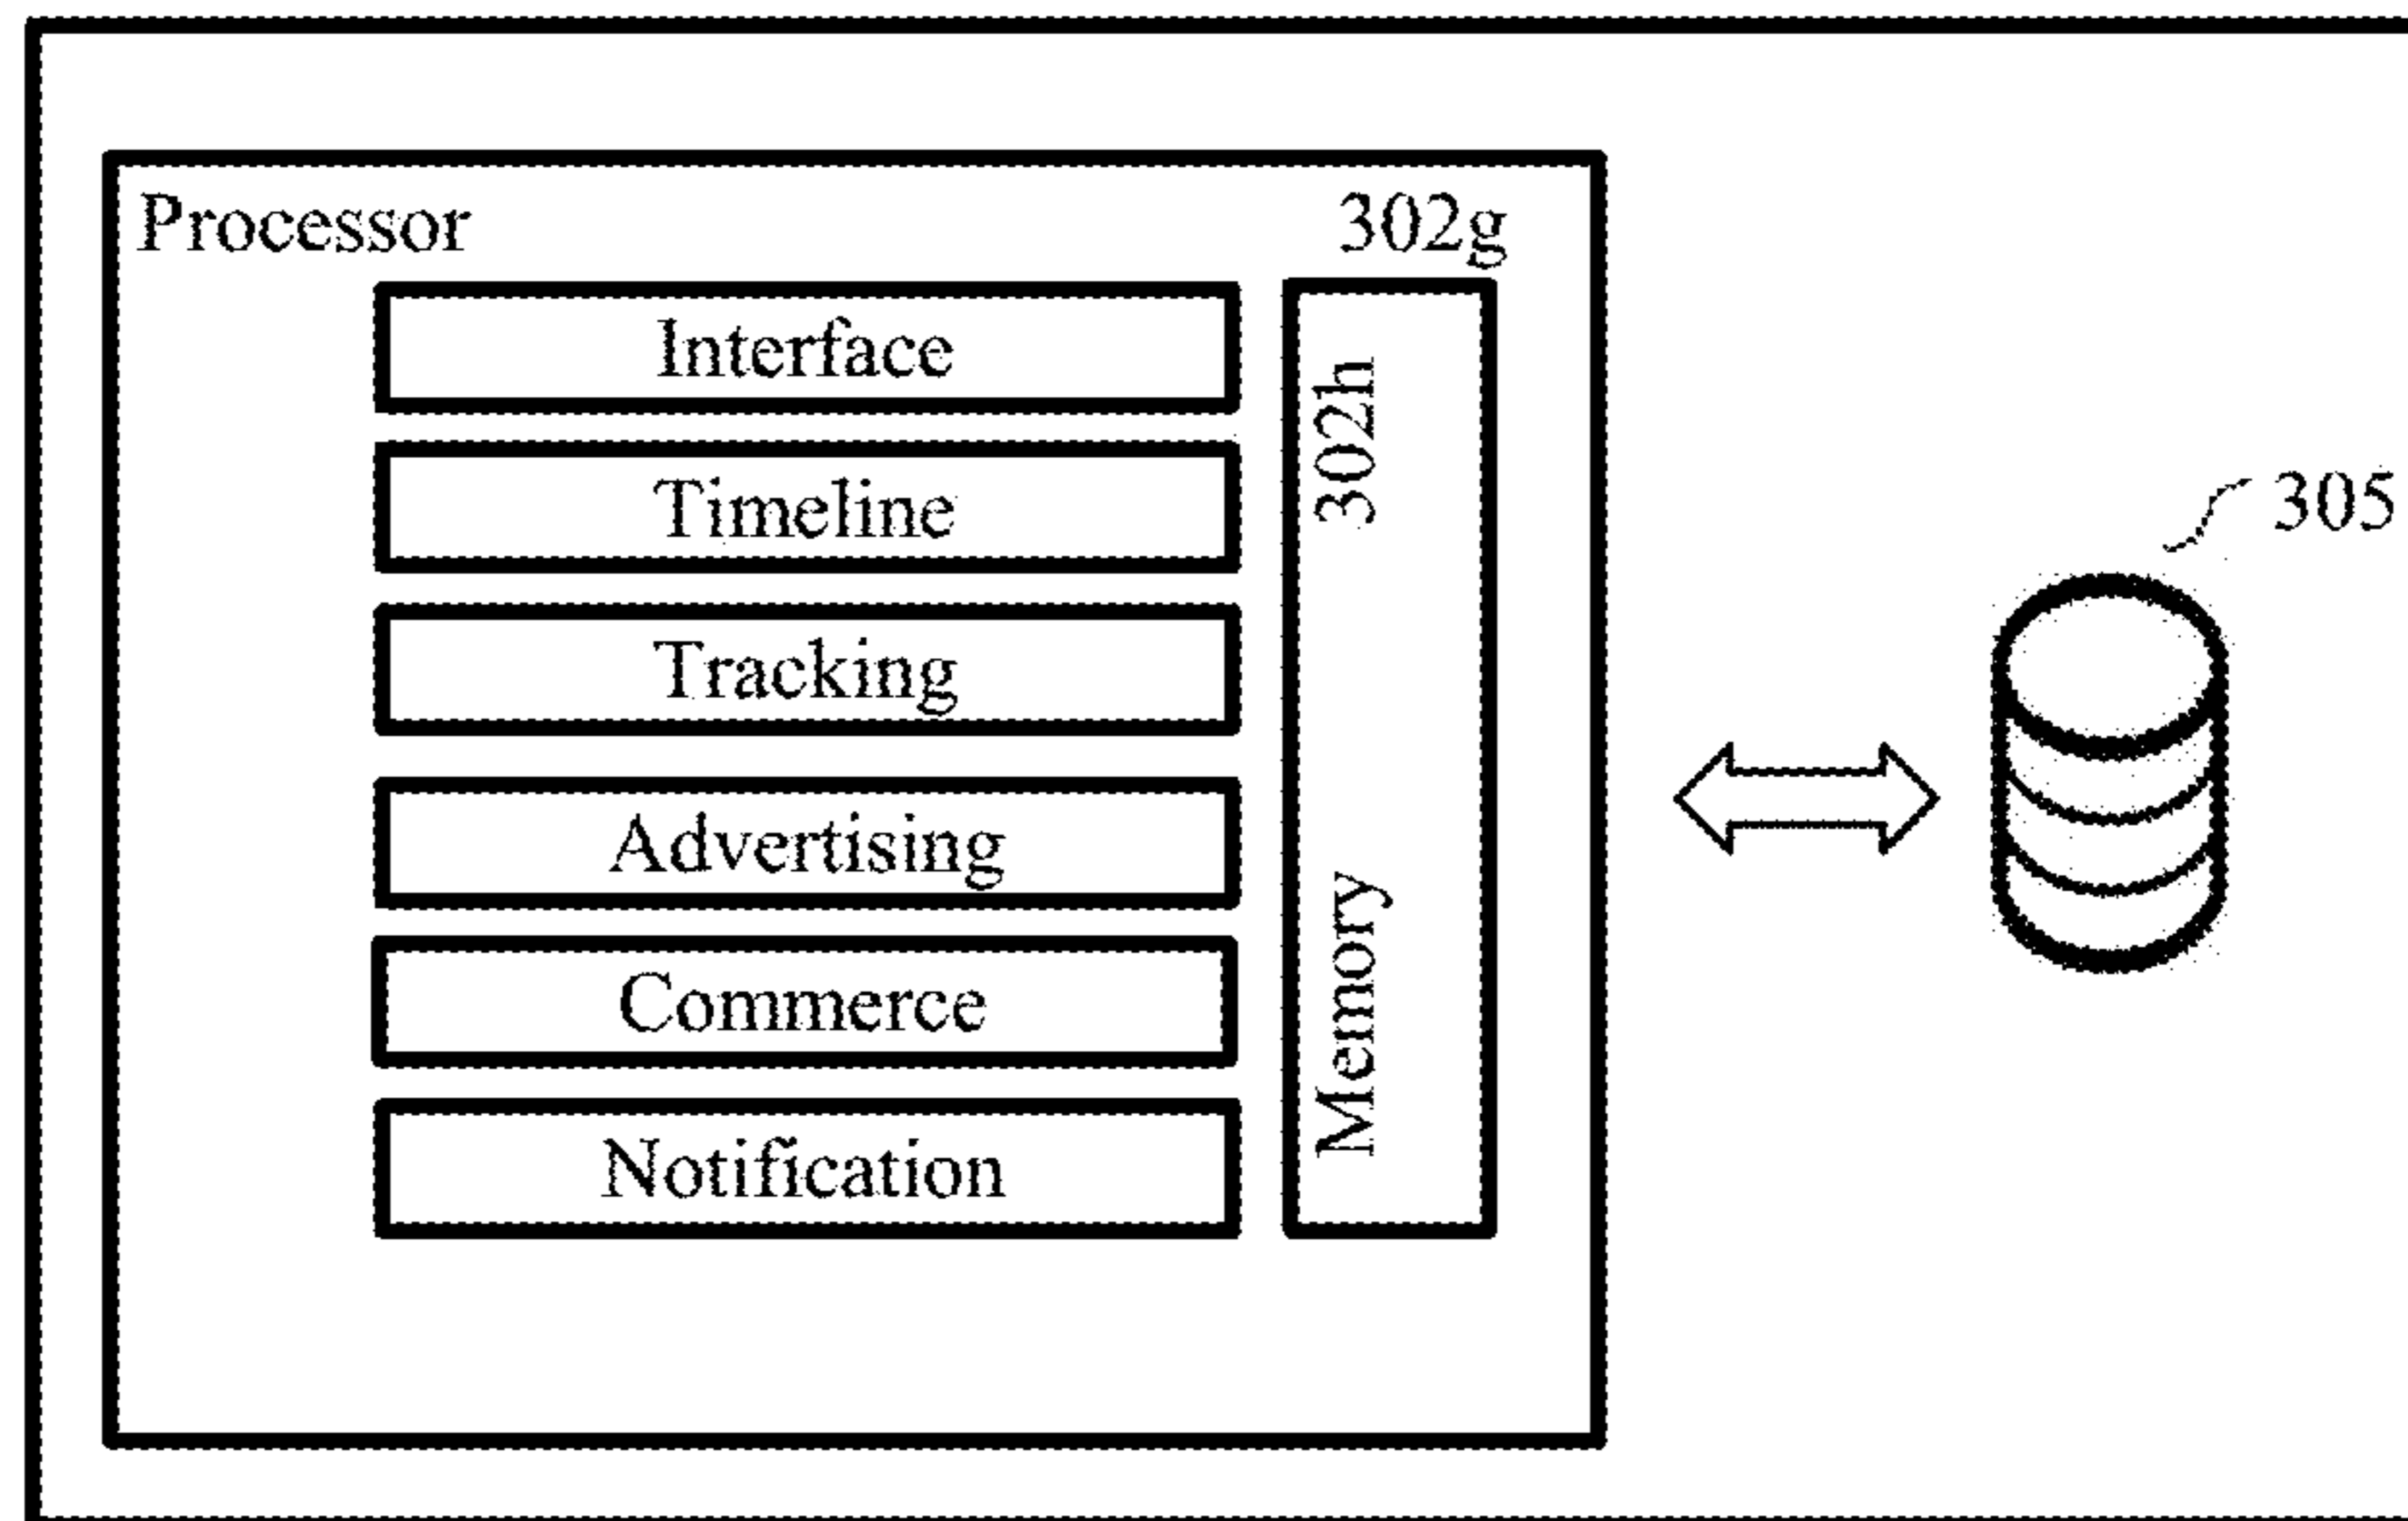 Processor 302g
Interface
Timeline
Tracking
Advertising
Commerce
Notification
Memory 302h
305